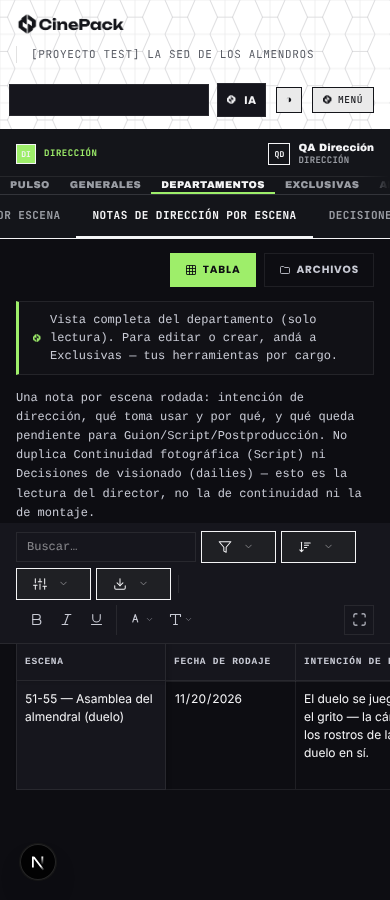 CinePack
[PROYECTO TEST] LA SED DE LOS ALMENDROS
IA
MENÚ
DI
DIRECCIÓN
QD
QA Dirección
DIRECCIÓN
PULSO GENERALES DEPARTAMENTOS EXCLUSIVAS A
OR ESCENA NOTAS DE DIRECCIÓN POR ESCENA DECISIONE
TABLA
ARCHIVOS
Vista completa del departamento (solo
lectura). Para editar o crear, andá a
Exclusivas — tus herramientas por cargo.
Una nota por escena rodada: intención de
dirección, qué toma usar y por qué, y qué queda
pendiente para Guion/Script/Postproducción. No
duplica Continuidad fotográfica (Script) ni
Decisiones de visionado (dailies) — esto es la
lectura del director, no la de continuidad ni la
de montaje.
Buscar…
B I U A T
ESCENA FECHA DE RODAJE INTENCIÓN DE
51-55 — Asamblea del
almendral (duelo)
11/20/2026
El duelo se jueg
el grito — la cá
los rostros de la
duelo en sí.
N